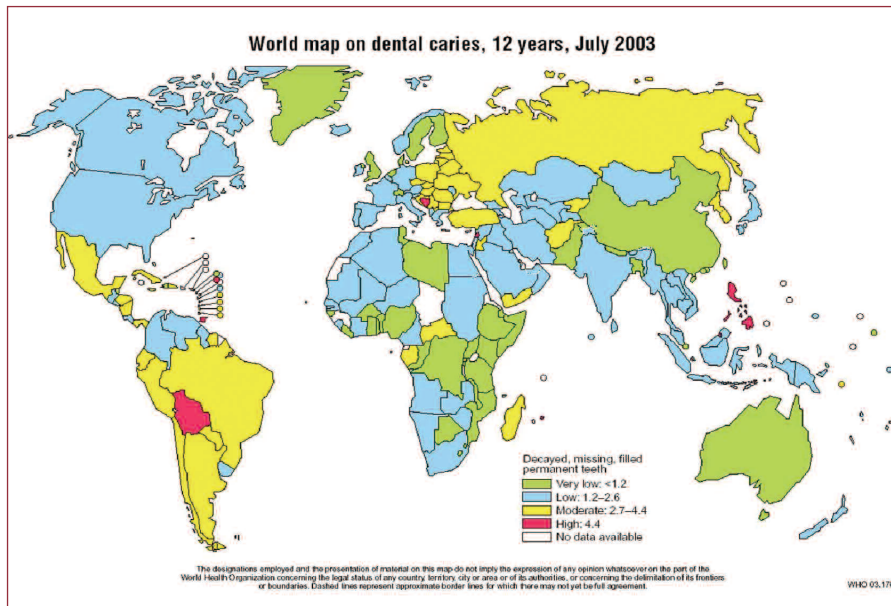 World map on dental caries, 12 years, July 2003
Decayed, missing, filled
permanent teeth
Very low: <1.2
Low: 1.2–2.6
Moderate: 2.7–4.4
High: 4.4
No data available
The designations employed and the presentation of material on this map do not imply the expression of any opinion whatsoever on the part of the
World Health Organization concerning the legal status of any country, territory, city or area or of its authorities, or concerning the delimitation of its frontiers
or boundaries. Dashed lines represent approximate border lines for which there may not yet be full agreement.
WHO 03.170